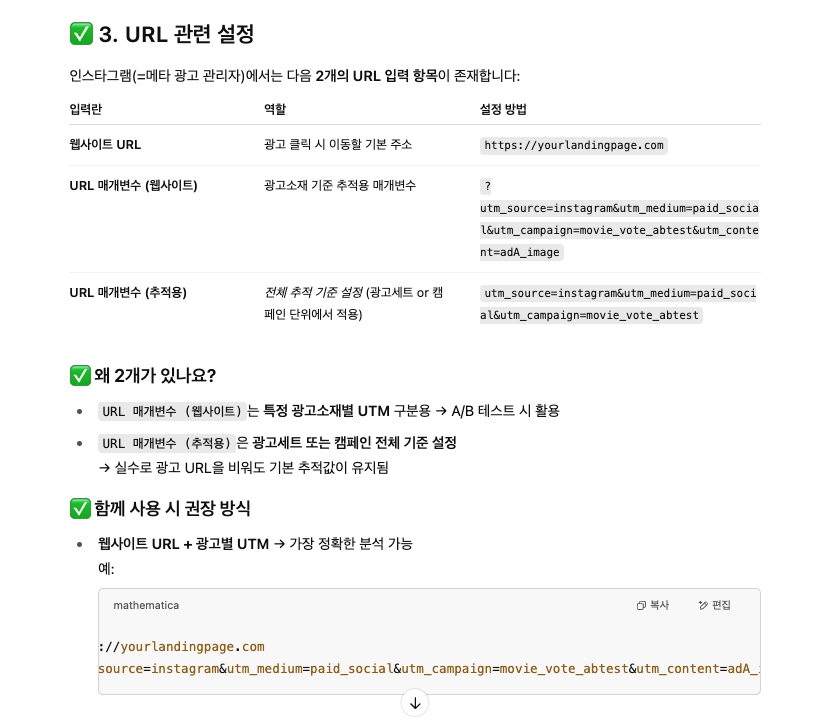 ✅ 3. URL 관련 설정
인스타그램(=메타 광고 관리자)에서는 다음 2개의 URL 입력 항목이 존재합니다:
입력란 역할 설정 방법
웹사이트 URL 광고 클릭 시 이동할 기본 주소 https://yourlandingpage.com
URL 매개변수 (웹사이트) 광고소재 기준 추적용 매개변수 ?
utm_source=instagram&utm_medium=paid_socia
l&utm_campaign=movie_vote_abtest&utm_conte
nt=adA_image
URL 매개변수 (추적용) 전체 추적 기준 설정 (광고세트 or 캠 utm_source=instagram&utm_medium=paid_soci
페인 단위에서 적용) al&utm_campaign=movie_vote_abtest
✅ 왜 2개가 있나요?
• URL 매개변수 (웹사이트)는 특정 광고소재별 UTM 구분용 → A/B 테스트 시 활용
• URL 매개변수 (추적용)은 광고세트 또는 캠페인 전체 기준 설정
→ 실수로 광고 URL을 비워도 기본 추적값이 유지됨
✅ 함께 사용 시 권장 방식
• 웹사이트 URL + 광고별 UTM → 가장 정확한 분석 가능
예:
mathematica 복사 편집
://yourlandingpage.com
source=instagram&utm_medium=paid_social&utm_campaign=movie_vote_abtest&utm_content=adA_